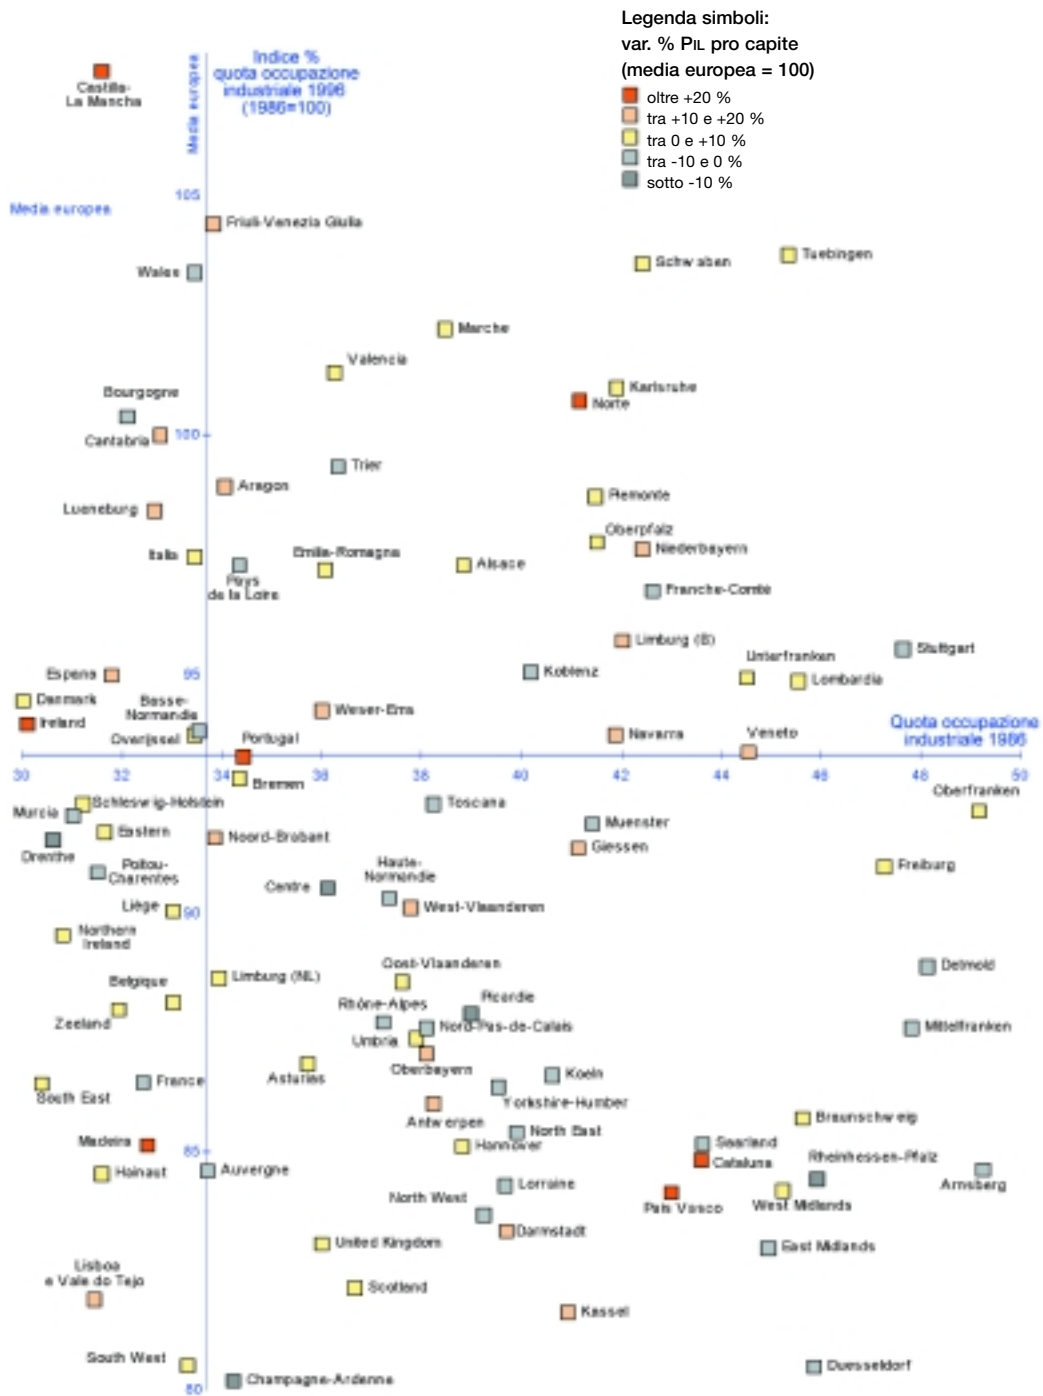 Legenda simboli:
var. % PIL pro capite
(media europea = 100)
oltre +20 %
tra +10 e +20 %
tra 0 e +10 %
tra -10 e 0 %
sotto -10 %
Indice %
quota occupazione
industriale 1996
(1986=100)
Media europea
Castilla-
La Mancha
105
Media europea
Friuli-Venezia Giulia
Wales
Schwaben
Tuebingen
Marche
Valencia
Bourgogne
Karlsruhe
Norte
Cantabria
100
Trier
Aragon
Lueneburg
Piemonte
Oberpfalz
Niederbayern
Italia
Emilia-Romagna
Alsace
Pays
de la Loire
Franche-Comté
Limburg (B)
Stuttgart
Unterfranken
Lombardia
Koblenz
Espana
95
Danmark
Basse-
Normandie
Weser-Ems
Ireland
Overijssel
Portugal
Navarra
Veneto
Quota occupazione
industriale 1986
30 32 34 36 38 40 42 44 46 48 50
Bremen
Oberfranken
Schleswig-Holstein
Murcia
Toscana
Eastern
Noord-Brabant
Muenster
Giessen
Drenthe
Poitou-
Charentes
Centre
Haute-
Normandie
Freiburg
Liège
90
West-Vlaanderen
Northern
Ireland
Limburg (NL)
Oost-Vlaanderen
Detmold
Belgique
Zeeland
Rhône-Alpes
Picardie
Nord-Pas-de-Calais
Mittelfranken
Umbria
Oberbayern
Asturias
Koeln
France
South East
Yorkshire-Humber
Antwerpen
Braunschweig
North East
Madeira
85
Hannover
Saarland
Cataluna
Rheinhessen-Pfalz
Hainaut
Auvergne
Lorraine
Arnsberg
North West
Pais Vasco
West Midlands
Darmstadt
United Kingdom
East Midlands
Lisboa
e Vale do Tejo
Scotland
Kassel
South West
Champagne-Ardenne
Duesseldorf
80